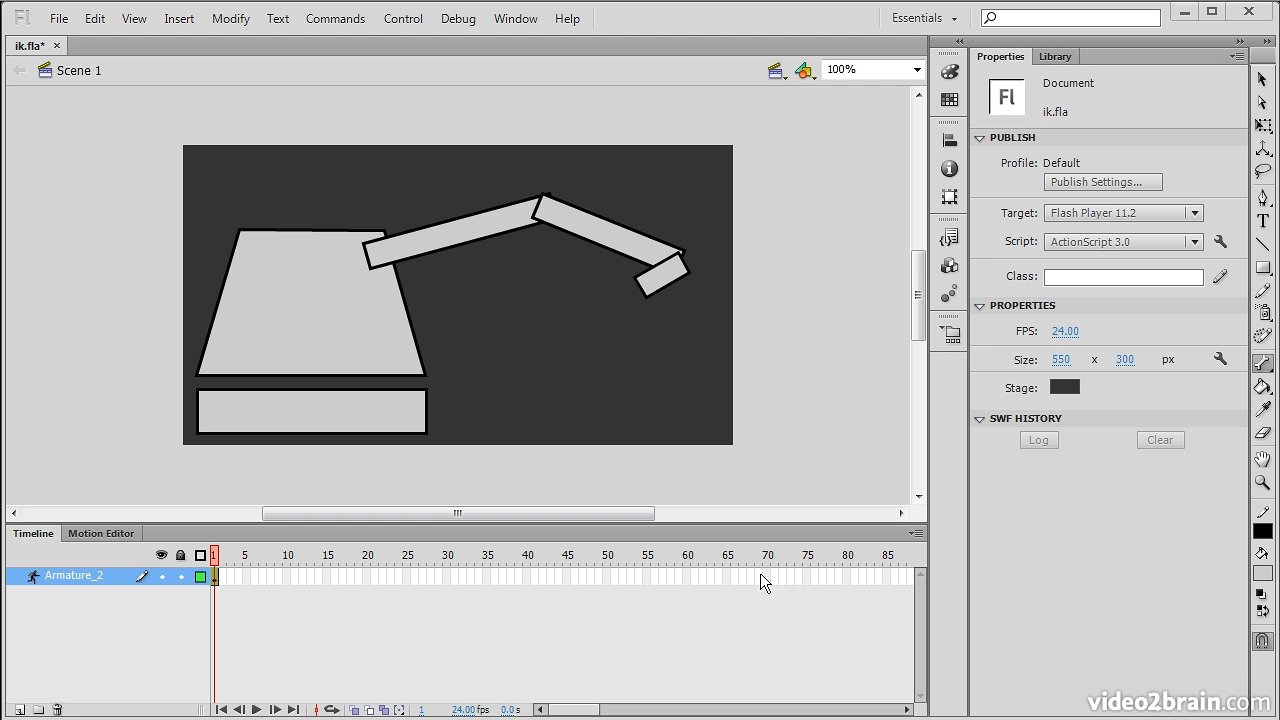 Fl File Edit View Insert Modify Text Commands Control Debug Window Help Essentials
ik.fla* ×
Scene 1 100%
Properties Library
Fl Document
ik.fla
PUBLISH
Profile: Default
Publish Settings...
Target: Flash Player 11.2
Script: ActionScript 3.0
Class:
PROPERTIES
FPS: 24.00
Size: 550 x 300 px
Stage:
SWF HISTORY
Log Clear
Timeline Motion Editor
1 5 10 15 20 25 30 35 40 45 50 55 60 65 70 75 80 85
Armature_2
1 24.00 fps 0.0 s
video2brain.com